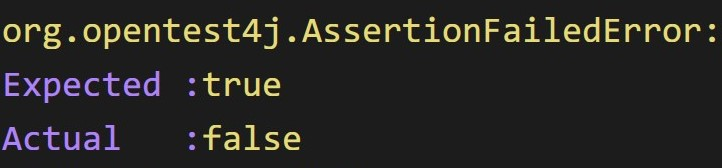 org.opentest4j.AssertionFailedError:
Expected :true
Actual   :false